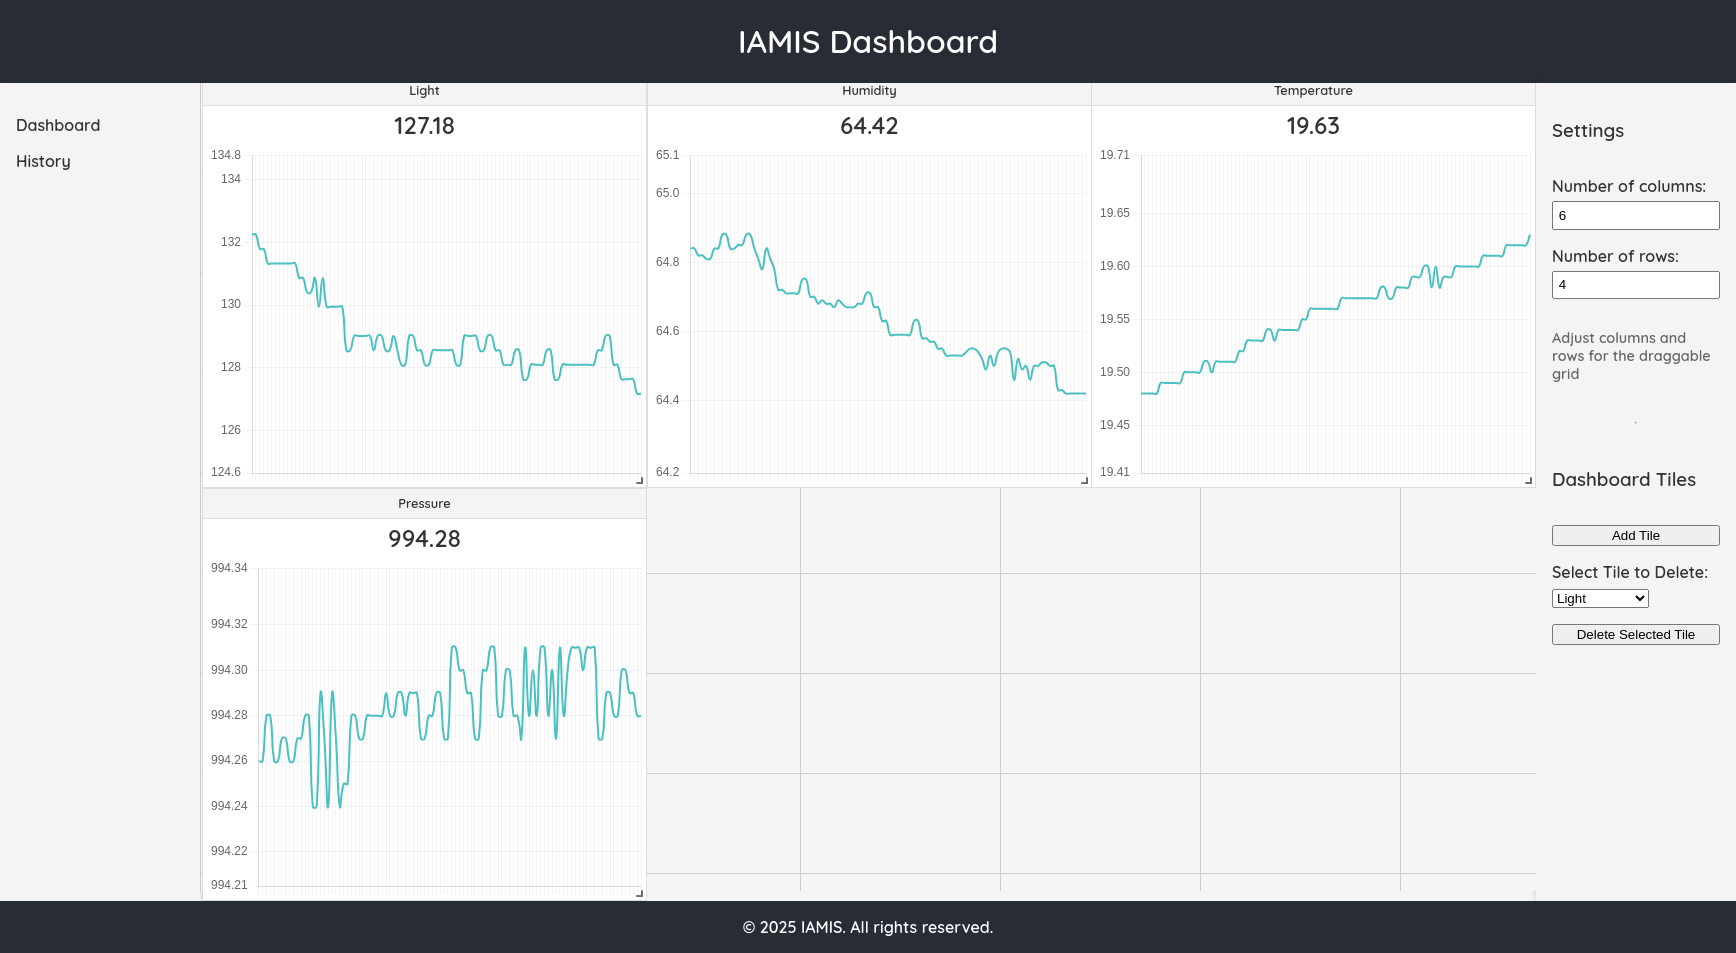 IAMIS Dashboard
Dashboard
History
Light
127.18
134.8
134
132
130
128
126
124.6
Humidity
64.42
65.1
65.0
64.8
64.6
64.4
64.2
Temperature
19.63
19.71
19.65
19.60
19.55
19.50
19.45
19.41
Pressure
994.28
994.34
994.32
994.30
994.28
994.26
994.24
994.22
994.21
Settings
Number of columns:
6
Number of rows:
4
Adjust columns and
rows for the draggable
grid
.
Dashboard Tiles
Add Tile
Select Tile to Delete:
Light
Delete Selected Tile
© 2025 IAMIS. All rights reserved.